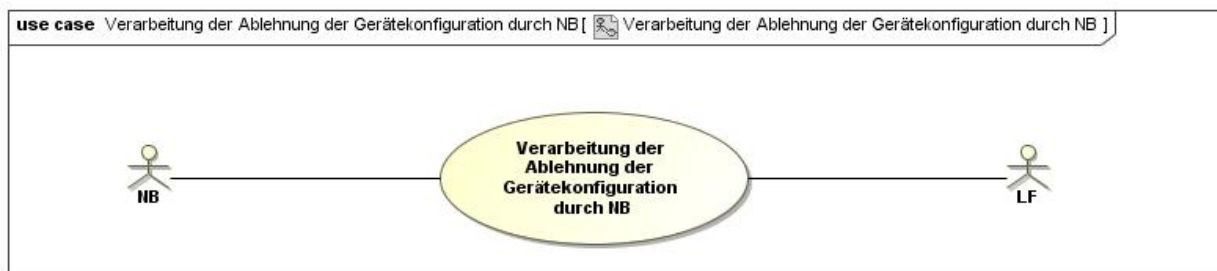 use case Verarbeitung der Ablehnung der Gerätekonfiguration durch NB [ Verarbeitung der Ablehnung der Gerätekonfiguration durch NB ]
Verarbeitung der
Ablehnung der
Gerätekonfiguration
durch NB
NB
LF